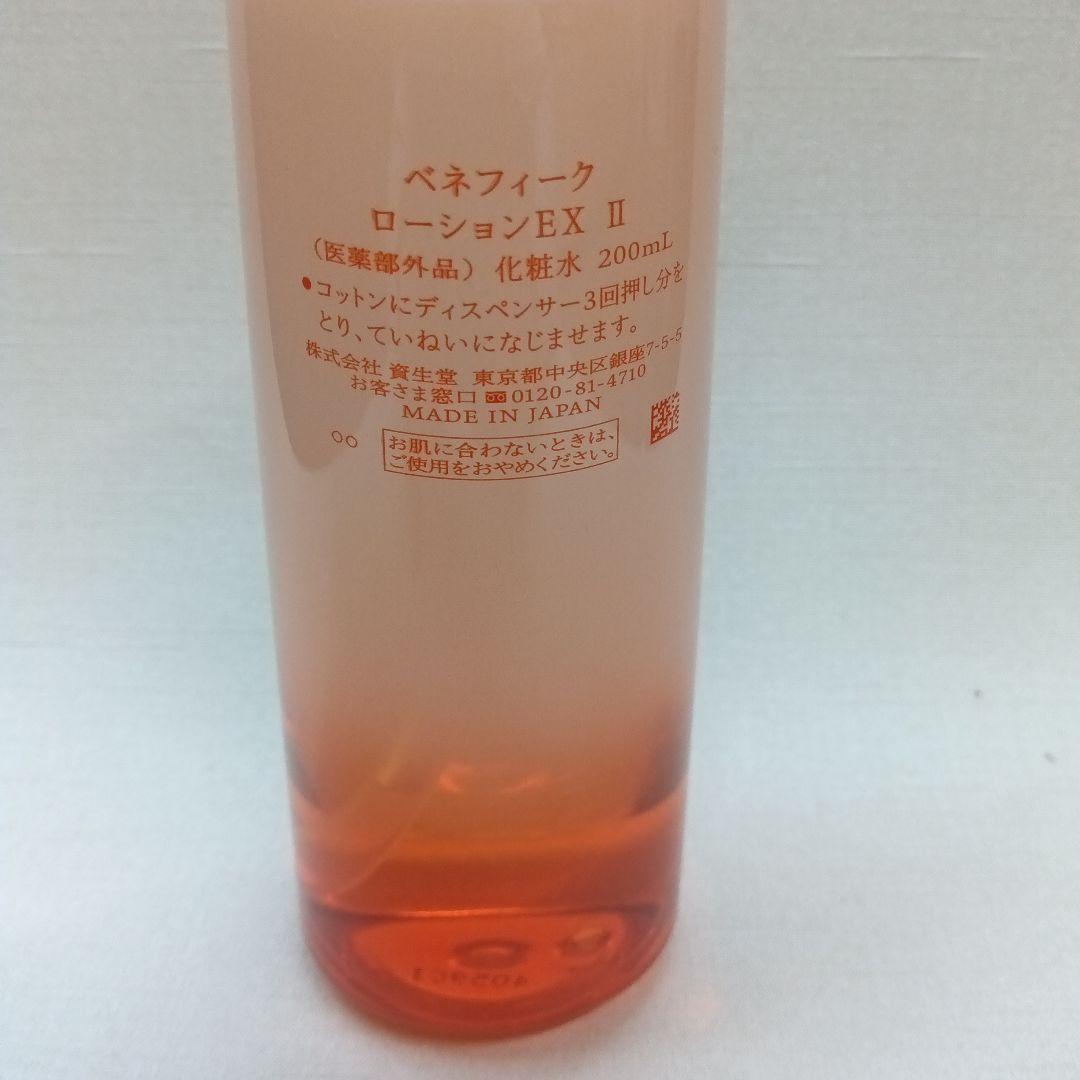 ベネフィーク
ローションEX Ⅱ
（医薬部外品） 化粧水 200mL
●コットンにディスペンサー3回押し分を
とり、ていねいになじませます。
株式会社 資生堂 東京都中央区銀座7-5-5
お客さま窓口 0120-81-4710
MADE IN JAPAN
お肌に合わないときは、
ご使用をおやめください。